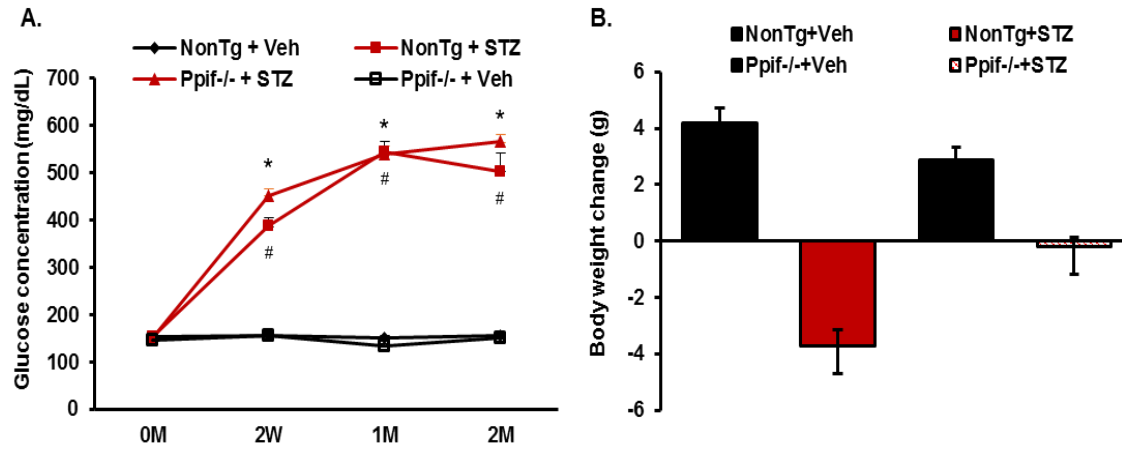 A.
NonTg + Veh NonTg + STZ
Ppif-/- + STZ Ppif-/- + Veh
Glucose concentration (mg/dL)
700
600
500
400
300
200
100
0
* * *
# # #
0M 2W 1M 2M
B.
NonTg+Veh NonTg+STZ
Ppif-/-+Veh Ppif-/-+STZ
Body weight change (g)
6
4
2
0
-2
-4
-6